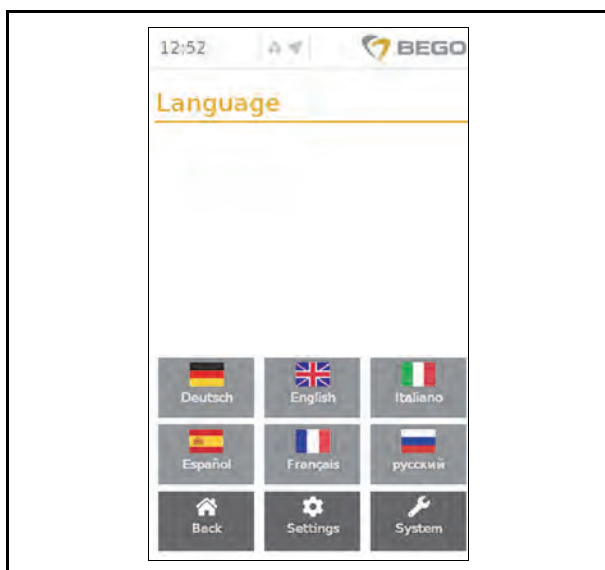 12:52 BEGO
Language
Deutsch English Italiano
Español Français русский
Back Settings System